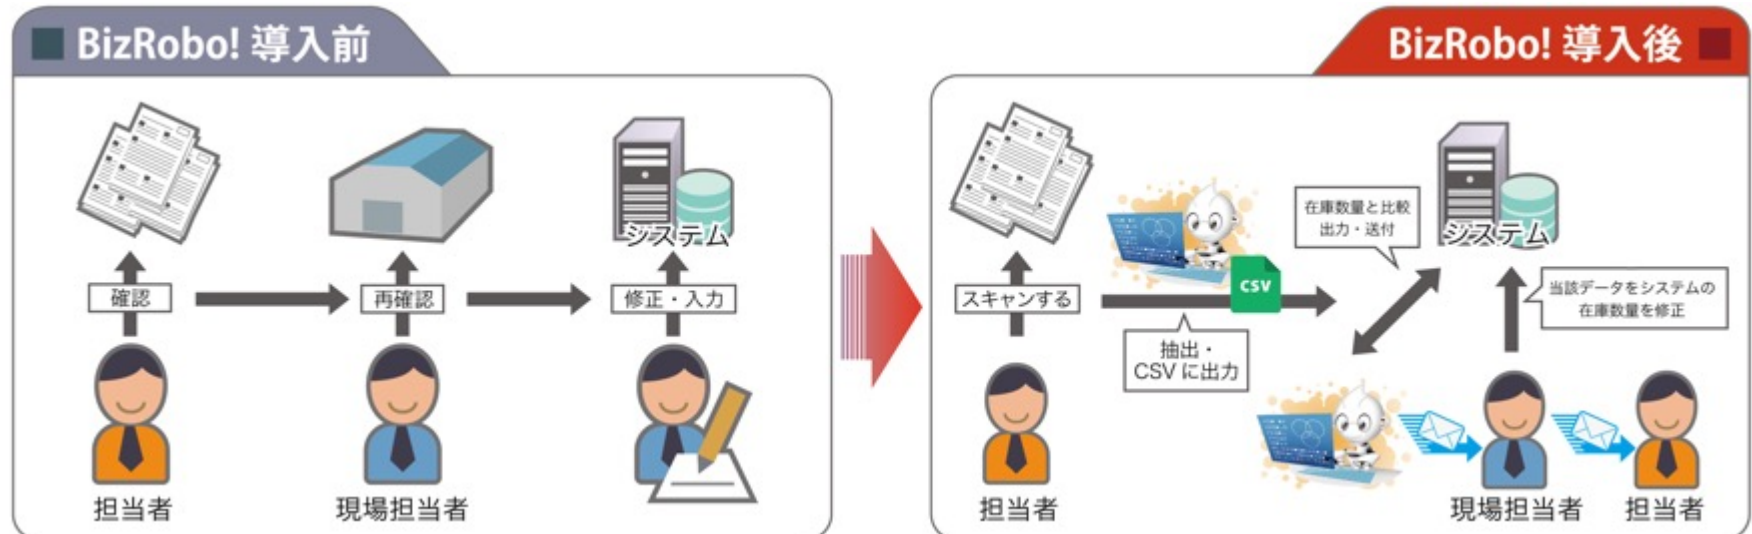 BizRobo! 導入前
システム
確認
再確認
修正・入力
担当者
現場担当者
BizRobo! 導入後
在庫数量と比較
出力・送付
システム
スキャンする
CSV
当該データをシステムの
在庫数量を修正
抽出・
CSV に出力
担当者
現場担当者
担当者